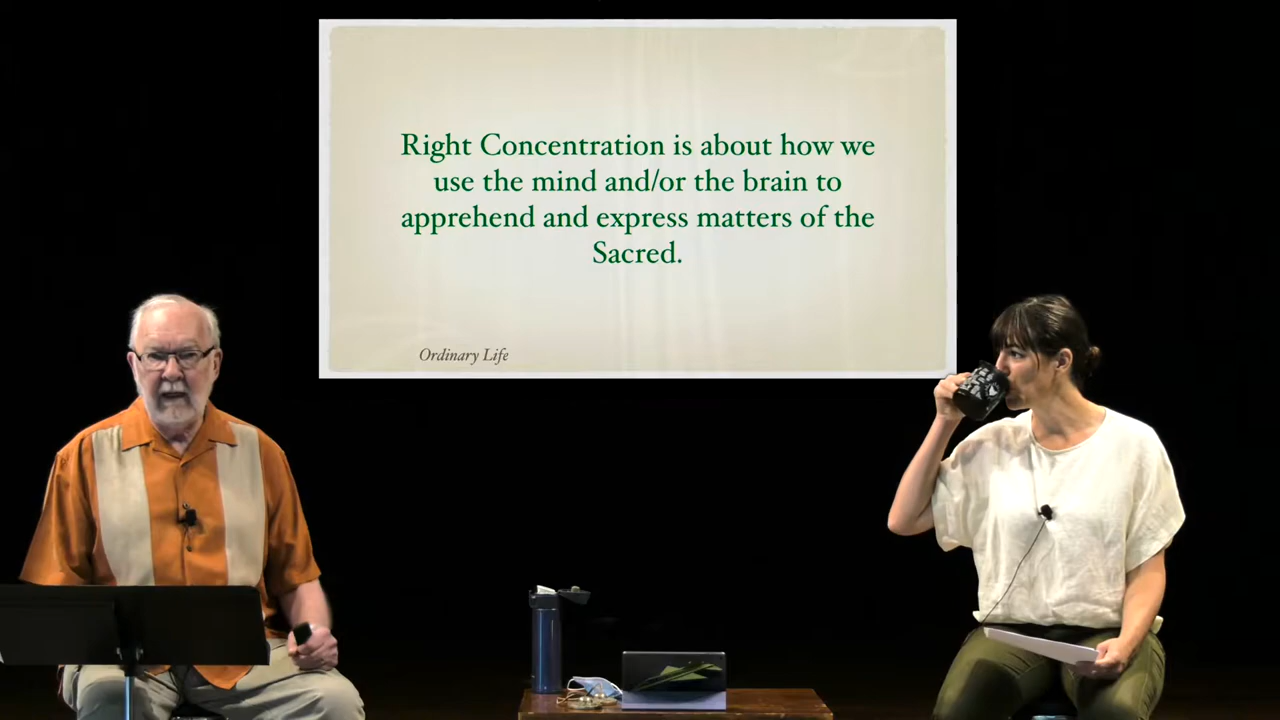 Right Concentration is about how we
use the mind and/or the brain to
apprehend and express matters of the
Sacred.
Ordinary Life